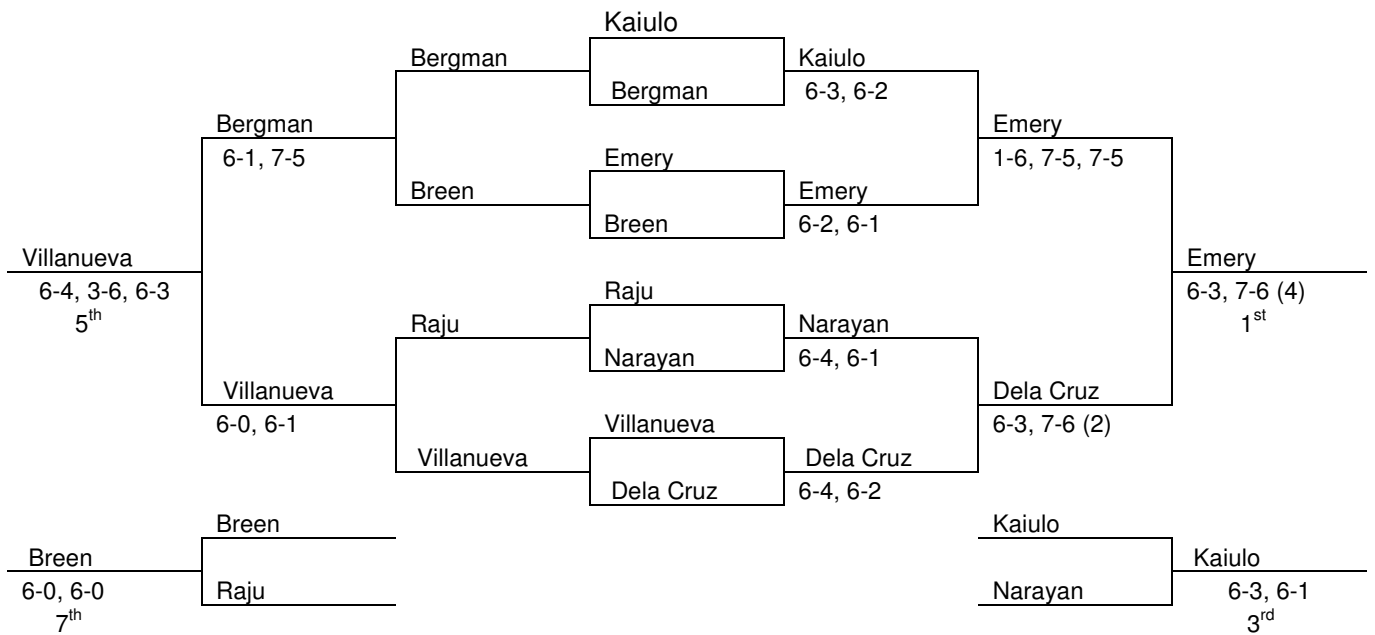 Kaiulo
Bergman Kaiulo
Bergman 6-3, 6-2
Bergman Emery
6-1, 7-5 Emery 1-6, 7-5, 7-5
Breen Emery
Breen 6-2, 6-1
Villanueva Emery
6-4, 3-6, 6-3 Raju 6-3, 7-6 (4)
5th Raju Narayan 1st
Narayan 6-4, 6-1
Villanueva Dela Cruz
6-0, 6-1 Villanueva 6-3, 7-6 (2)
Villanueva Dela Cruz
Dela Cruz 6-4, 6-2
Breen Kaiulo
Breen Kaiulo
6-0, 6-0 Raju Narayan 6-3, 6-1
7th 3rd